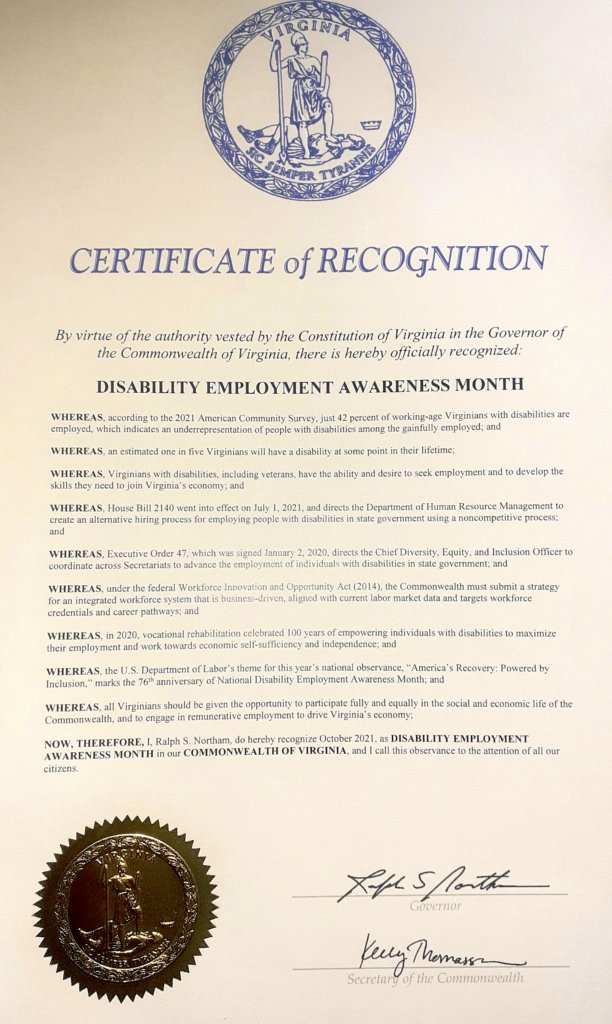 VIRGINIA
SIC SEMPER TYRANNIS
CERTIFICATE of RECOGNITION
By virtue of the authority vested by the Constitution of Virginia in the Governor of
the Commonwealth of Virginia, there is hereby officially recognized:
DISABILITY EMPLOYMENT AWARENESS MONTH
WHEREAS, according to the 2021 American Community Survey, just 42 percent of working-age Virginians with disabilities are
employed, which indicates an underrepresentation of people with disabilities among the gainfully employed; and
WHEREAS, an estimated one in five Virginians will have a disability at some point in their lifetime;
WHEREAS, Virginians with disabilities, including veterans, have the ability and desire to seek employment and to develop the
skills they need to join Virginia's economy; and
WHEREAS, House Bill 2140 went into effect on July 1, 2021, and directs the Department of Human Resource Management to
create an alternative hiring process for employing people with disabilities in state government using a noncompetitive process;
and
WHEREAS, Executive Order 47, which was signed January 2, 2020, directs the Chief Diversity, Equity, and Inclusion Officer to
coordinate across Secretariats to advance the employment of individuals with disabilities in state government; and
WHEREAS, under the federal Workforce Innovation and Opportunity Act (2014), the Commonwealth must submit a strategy
for an integrated workforce system that is business-driven, aligned with current labor market data and targets workforce
credentials and career pathways; and
WHEREAS, in 2020, vocational rehabilitation celebrated 100 years of empowering individuals with disabilities to maximize
their employment and work towards economic self-sufficiency and independence; and
WHEREAS, the U.S. Department of Labor's theme for this year's national observance, "America's Recovery: Powered by
Inclusion," marks the 76th anniversary of National Disability Employment Awareness Month; and
WHEREAS, all Virginians should be given the opportunity to participate fully and equally in the social and economic life of the
Commonwealth, and to engage in remunerative employment to drive Virginia's economy;
NOW, THEREFORE, I, Ralph S. Northam, do hereby recognize October 2021, as DISABILITY EMPLOYMENT
AWARENESS MONTH in our COMMONWEALTH OF VIRGINIA, and I call this observance to the attention of all our
citizens.
VIRGINIA
SIC SEMPER TYRANNIS
Ralph S Northam
Governor
Kelly Thomasson
Secretary of the Commonwealth